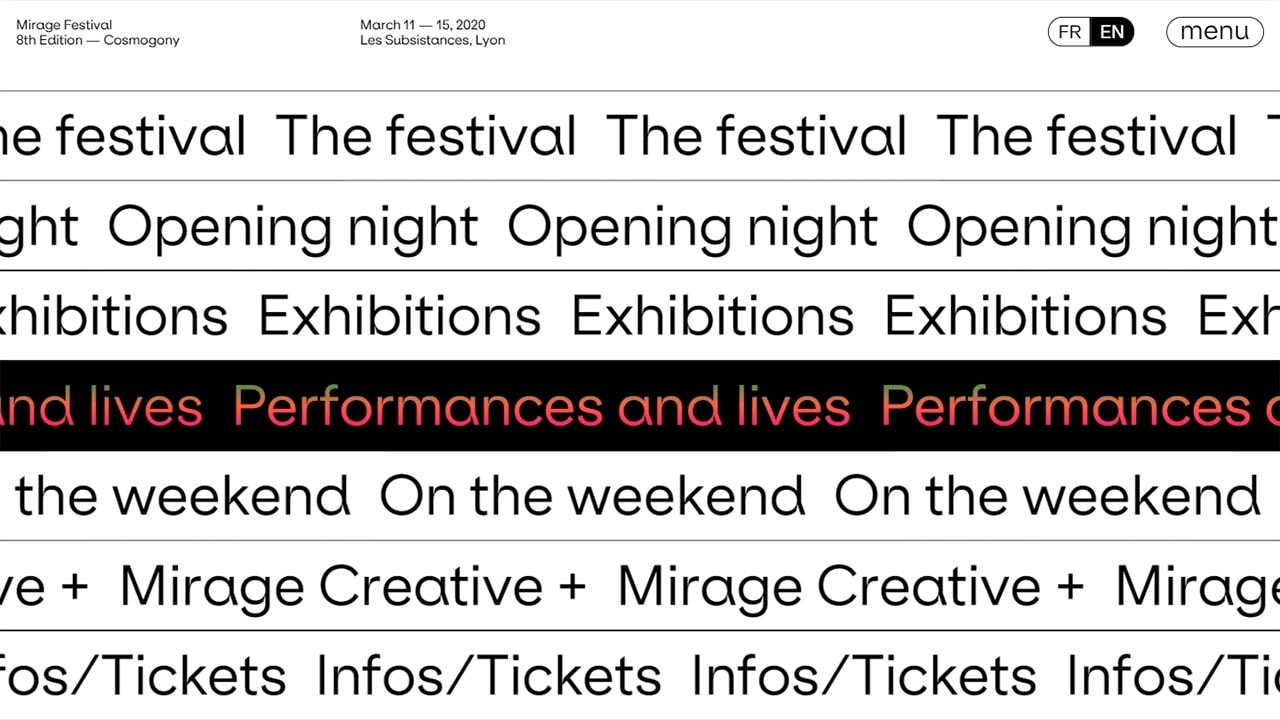 Mirage Festival
8th Edition — Cosmogony
March 11 — 15, 2020
Les Subsistances, Lyon
FR EN
menu
he festival The festival The festival The festival
ght Opening night Opening night Opening night
xhibitions Exhibitions Exhibitions Exhibitions Exh
and lives Performances and lives Performances
the weekend On the weekend On the weekend
ve + Mirage Creative + Mirage Creative + Mirage
fos/Tickets Infos/Tickets Infos/Tickets Infos/Tic